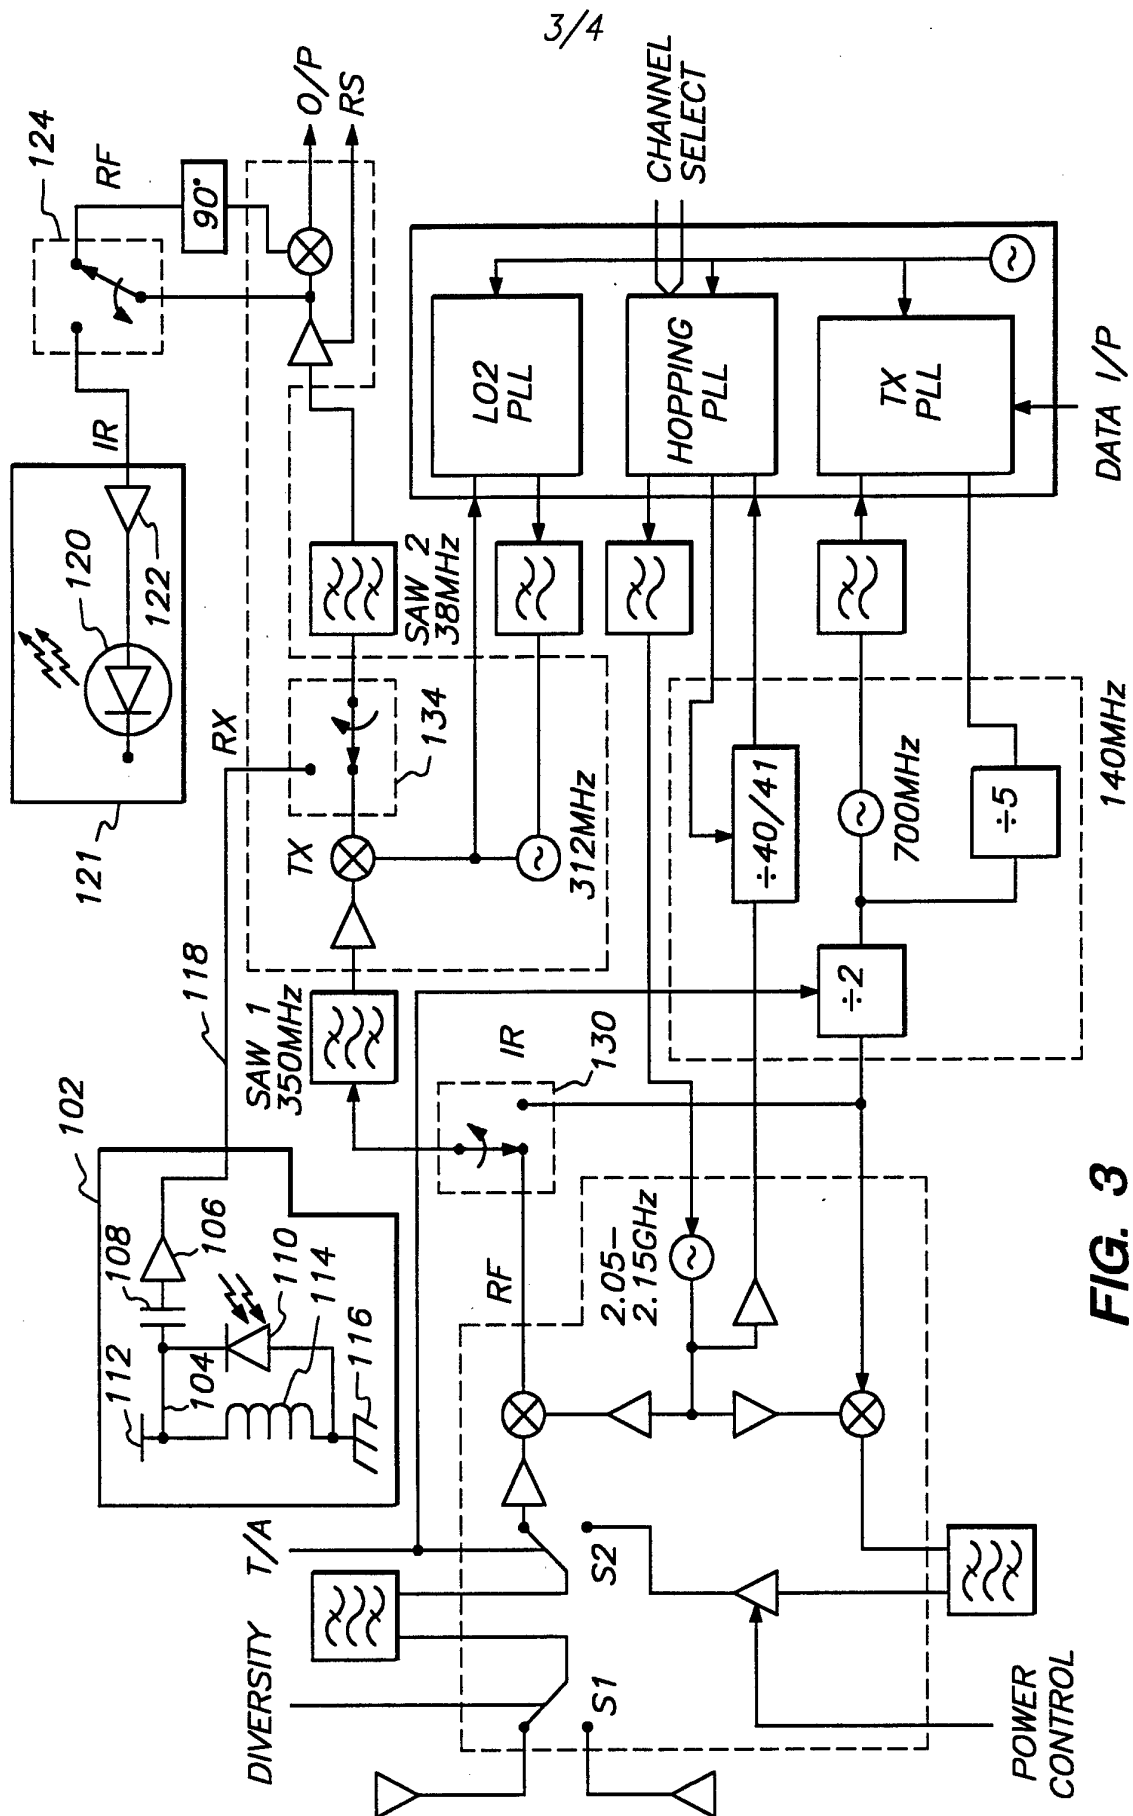 3/4
102
112
108
106
104
110
114
116
118
121
120
122
IR
124
RF
90°
O/P
RS
RX
TX
134
SAW 1
350MHz
SAW 2
38MHz
312MHz
LO2
PLL
HOPPING
PLL
TX
PLL
CHANNEL
SELECT
DATA I/P
DIVERSITY
T/A
S1
S2
RF
IR
130
2.05-
2.15GHz
÷40/41
÷2
÷5
700MHz
140MHz
POWER
CONTROL
FIG. 3